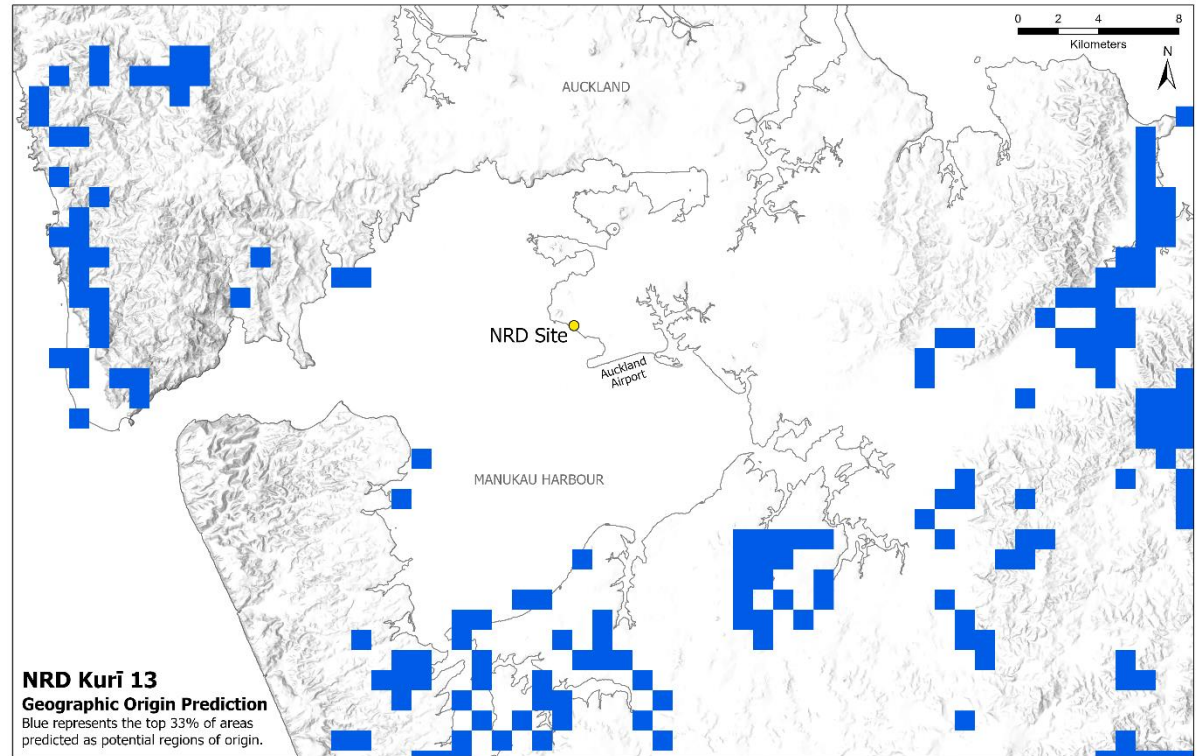 0 2 4 8
Kilometers
N
AUCKLAND
NRD Site
Auckland
Airport
MANUKAU HARBOUR
NRD Kurī 13
Geographic Origin Prediction
Blue represents the top 33% of areas
predicted as potential regions of origin.